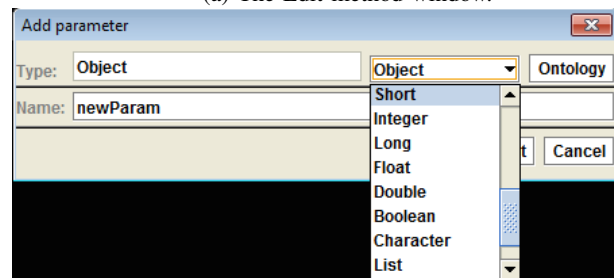 (a) The Edit method window.
Add parameter
Type: Object Object Ontology
Name: newParam
Short
Integer
Long t Cancel
Float
Double
Boolean
Character
List